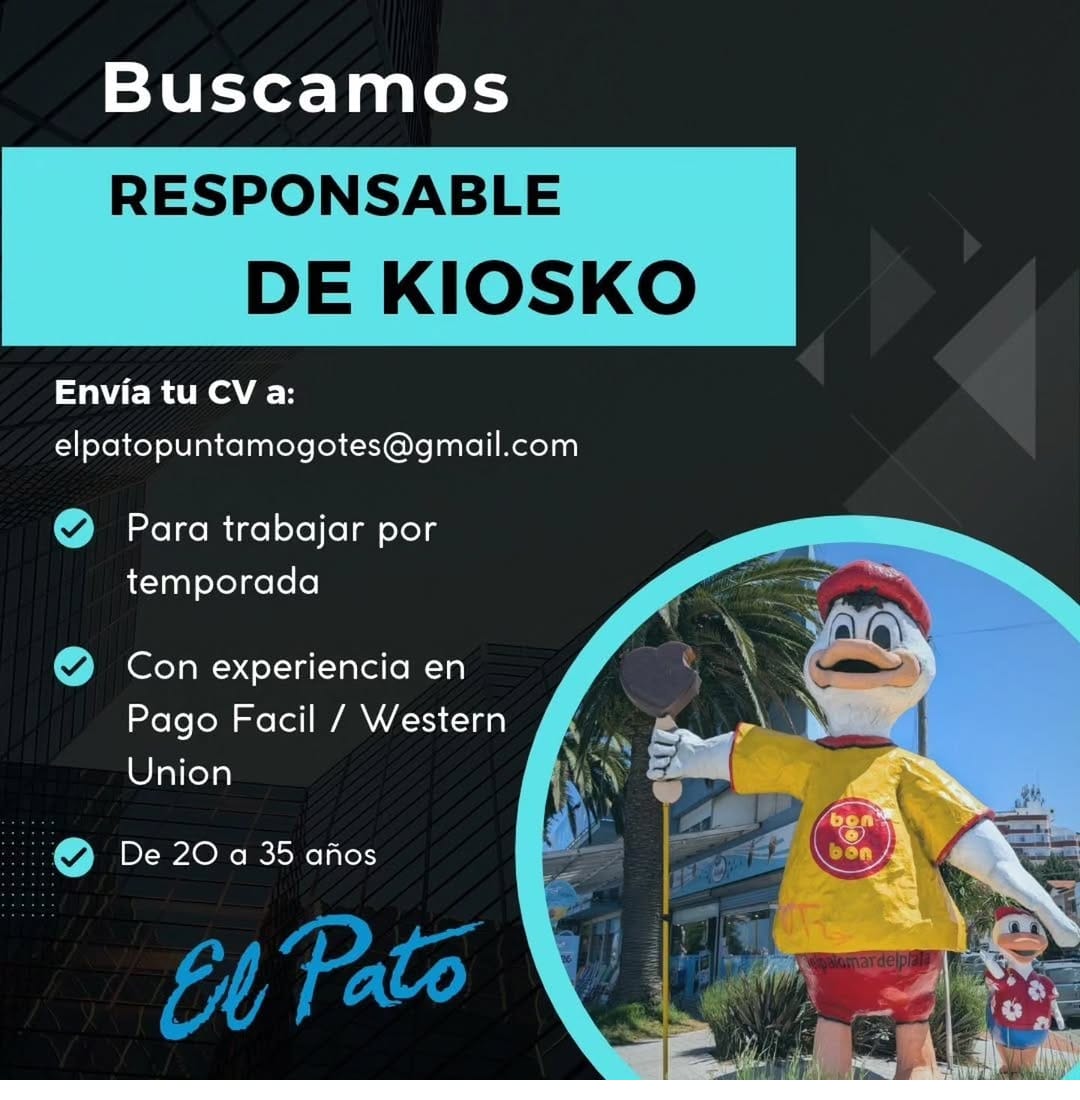 Buscamos
RESPONSABLE
DE KIOSKO
Envía tu CV a:
elpatopuntamogotes@gmail.com
Para trabajar por
temporada
Con experiencia en
Pago Facil / Western
Union
De 20 a 35 años
El Pato
bon
o
bon